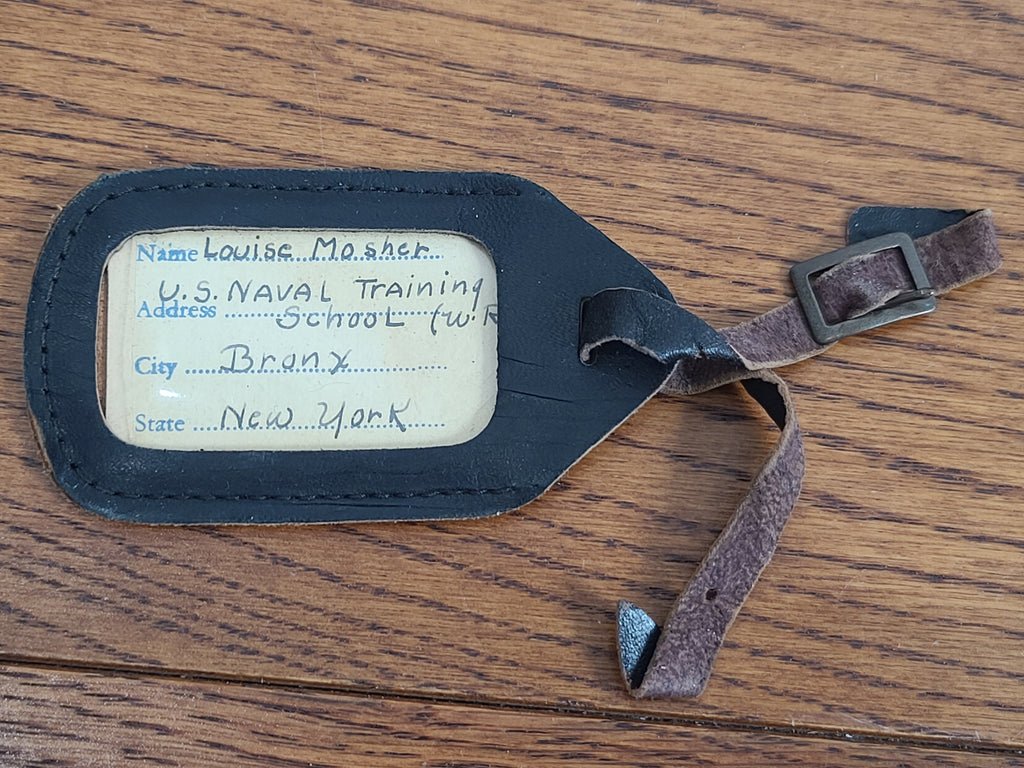 Name Louise Mosher
U.S. NAVAL Training
Address School (W.R
City Bronx
State New York